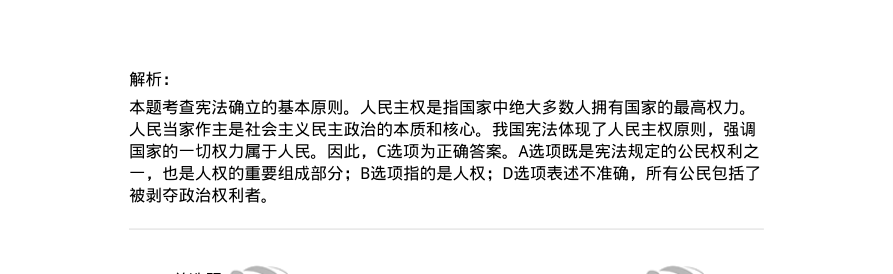 解析：
本题考查宪法确立的基本原则。人民主权是指国家中绝大多数人拥有国家的最高权力。
人民当家作主是社会主义民主政治的本质和核心。我国宪法体现了人民主权原则，强调
国家的一切权力属于人民。因此，C选项为正确答案。A选项既是宪法规定的公民权利之
一，也是人权的重要组成部分；B选项指的是人权；D选项表述不准确，所有公民包括了
被剥夺政治权利者。